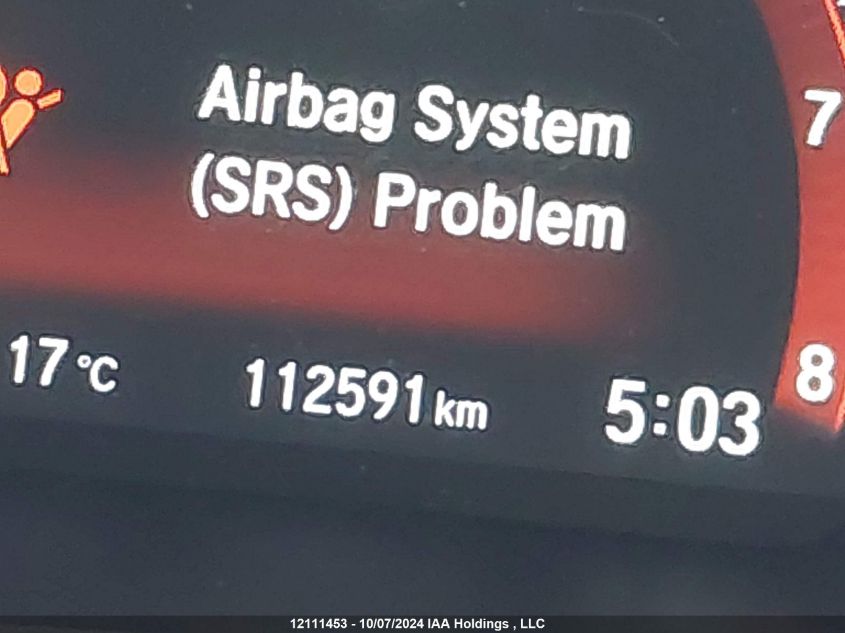 Airbag System
7
(SRS) Problem
17 °C 112591 km 5:03
8
12111453 - 10/07/2024 IAA Holdings , LLC